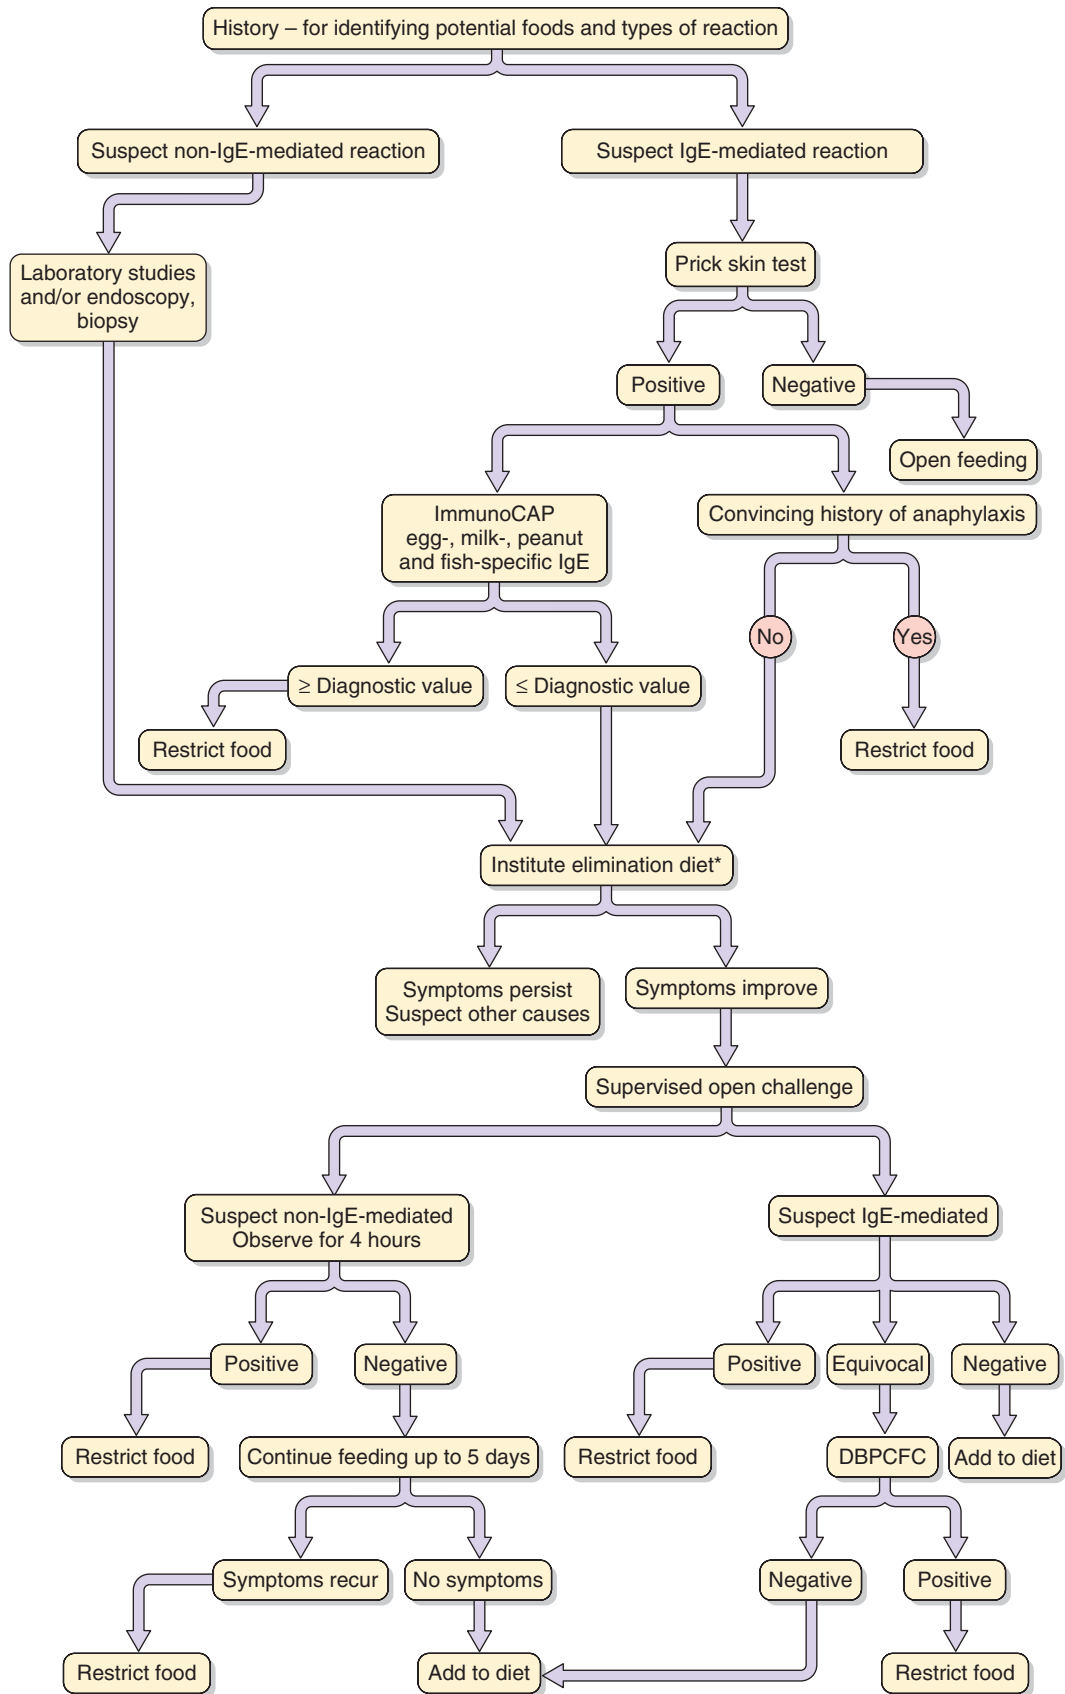 History – for identifying potential foods and types of reaction
Suspect non-IgE-mediated reaction
Suspect IgE-mediated reaction
Laboratory studies
and/or endoscopy,
biopsy
Prick skin test
Positive
Negative
Open feeding
ImmunoCAP
egg-, milk-, peanut
and fish-specific IgE
Convincing history of anaphylaxis
No
Yes
≥ Diagnostic value
≤ Diagnostic value
Restrict food
Restrict food
Institute elimination diet*
Symptoms persist
Suspect other causes
Symptoms improve
Supervised open challenge
Suspect non-IgE-mediated
Observe for 4 hours
Suspect IgE-mediated
Positive
Negative
Positive
Equivocal
Negative
Restrict food
Continue feeding up to 5 days
Restrict food
DBPCFC
Add to diet
Symptoms recur
No symptoms
Negative
Positive
Restrict food
Add to diet
Restrict food